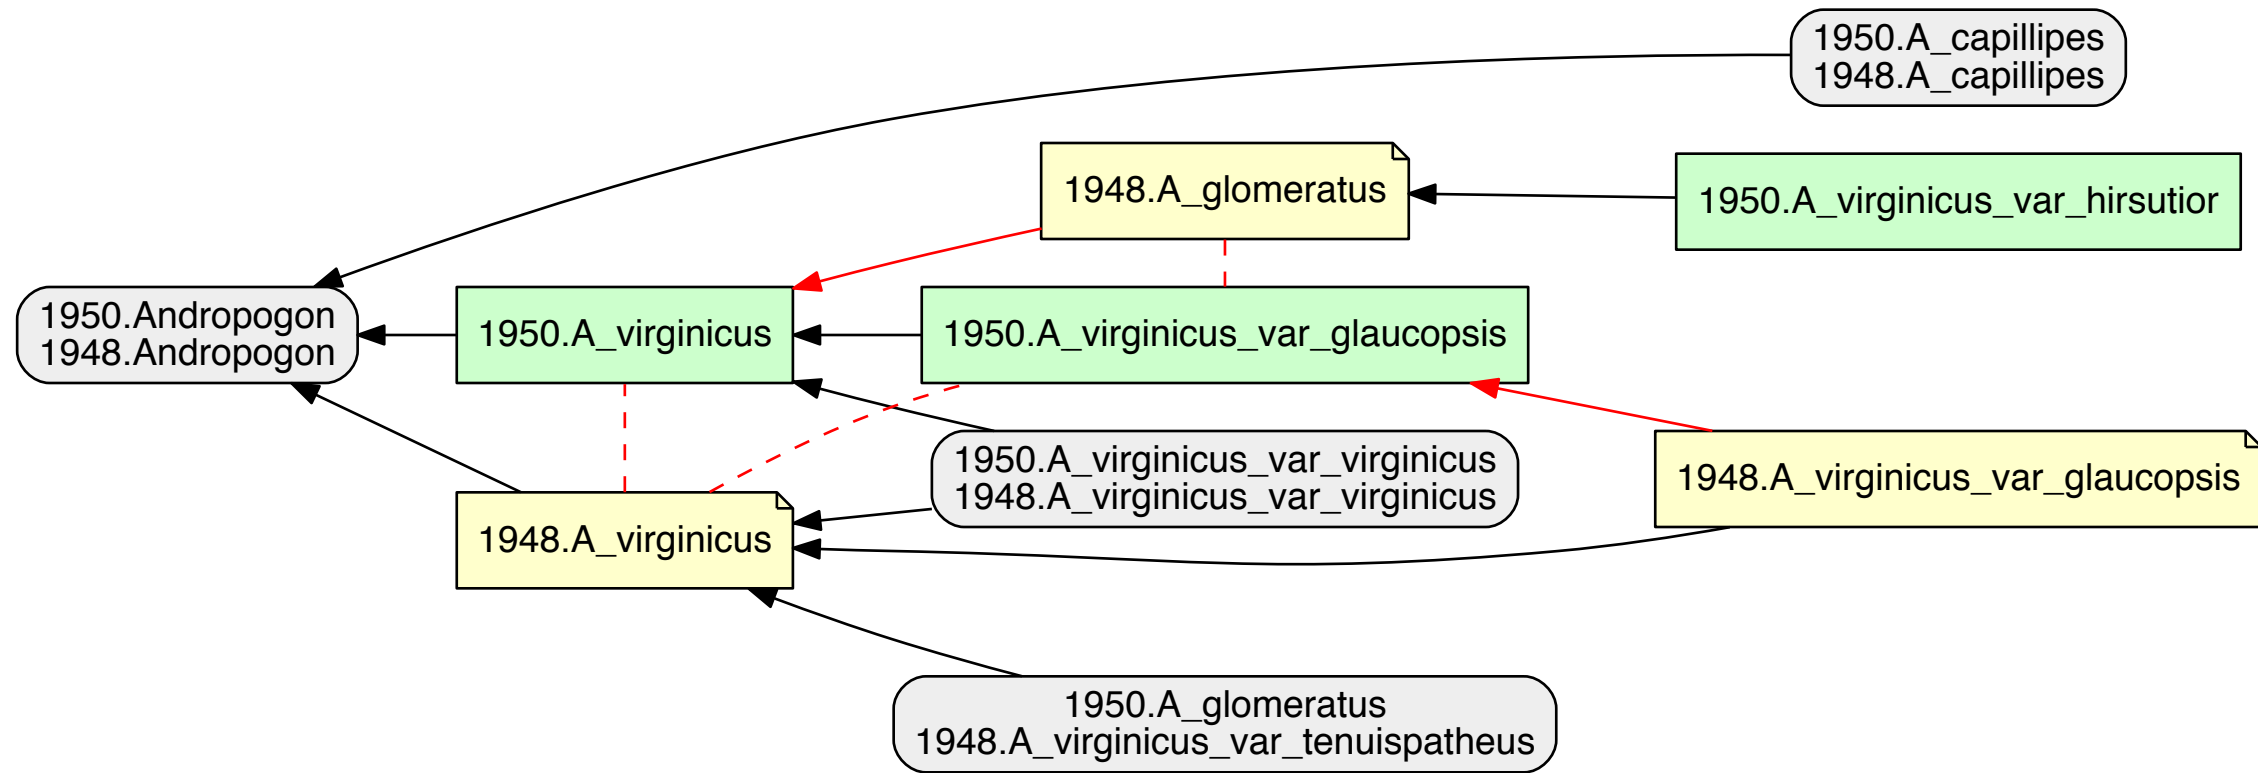 1950.A_capillipes
1948.A_capillipes
1948.A_glomeratus
1950.A_virginicus_var_hirsutior
1950.Andropogon
1948.Andropogon
1950.A_virginicus
1950.A_virginicus_var_glaucopsis
1950.A_virginicus_var_virginicus
1948.A_virginicus_var_virginicus
1948.A_virginicus_var_glaucopsis
1948.A_virginicus
1950.A_glomeratus
1948.A_virginicus_var_tenuispatheus